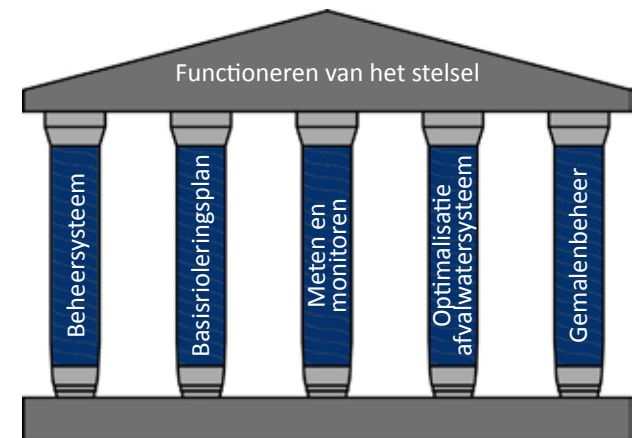 Functioneren van het stelsel
Beheersysteem
Basisrioleringsplan
Meten en
monitoren
Optimalisatie
afvalwatersysteem
Gemalenbeheer